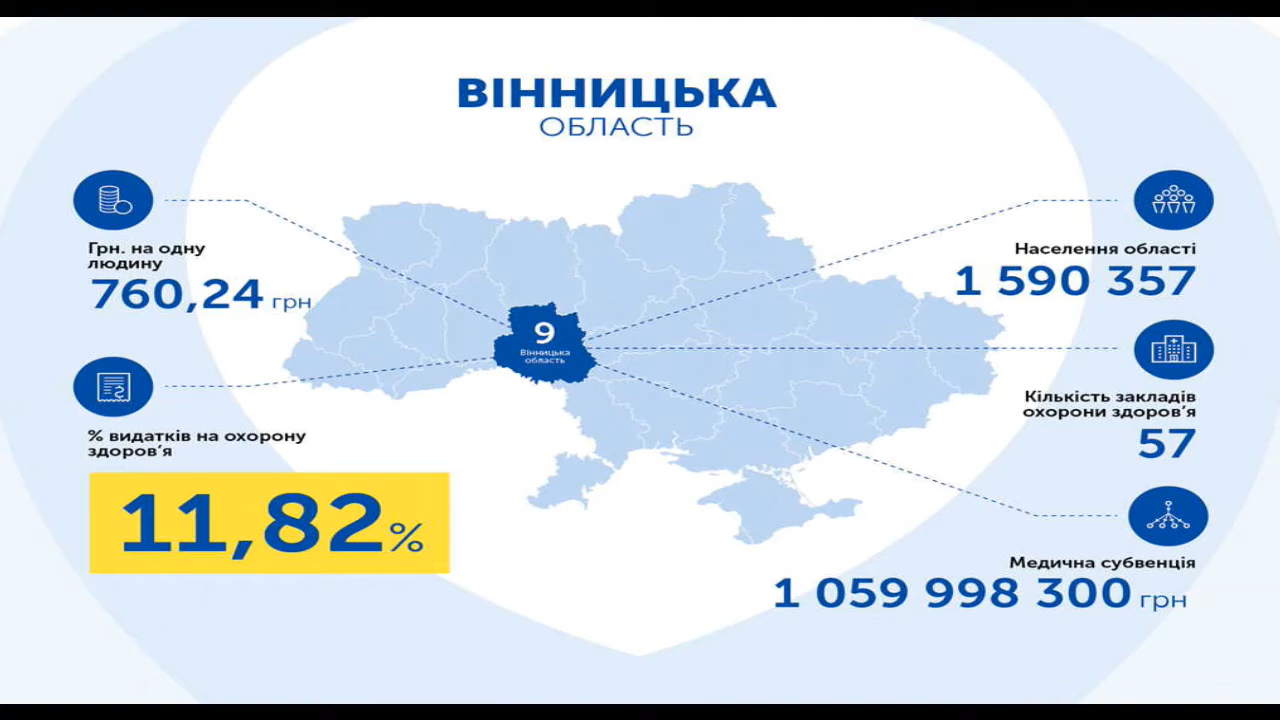 ВІННИЦЬКА
ОБЛАСТЬ
Грн. на одну
людину
760,24 грн
% видатків на охорону
здоров’я
11,82%
9
Вінницька
область
Населення області
1 590 357
Кількість закладів
охорони здоров’я
57
Медична субвенція
1 059 998 300 грн